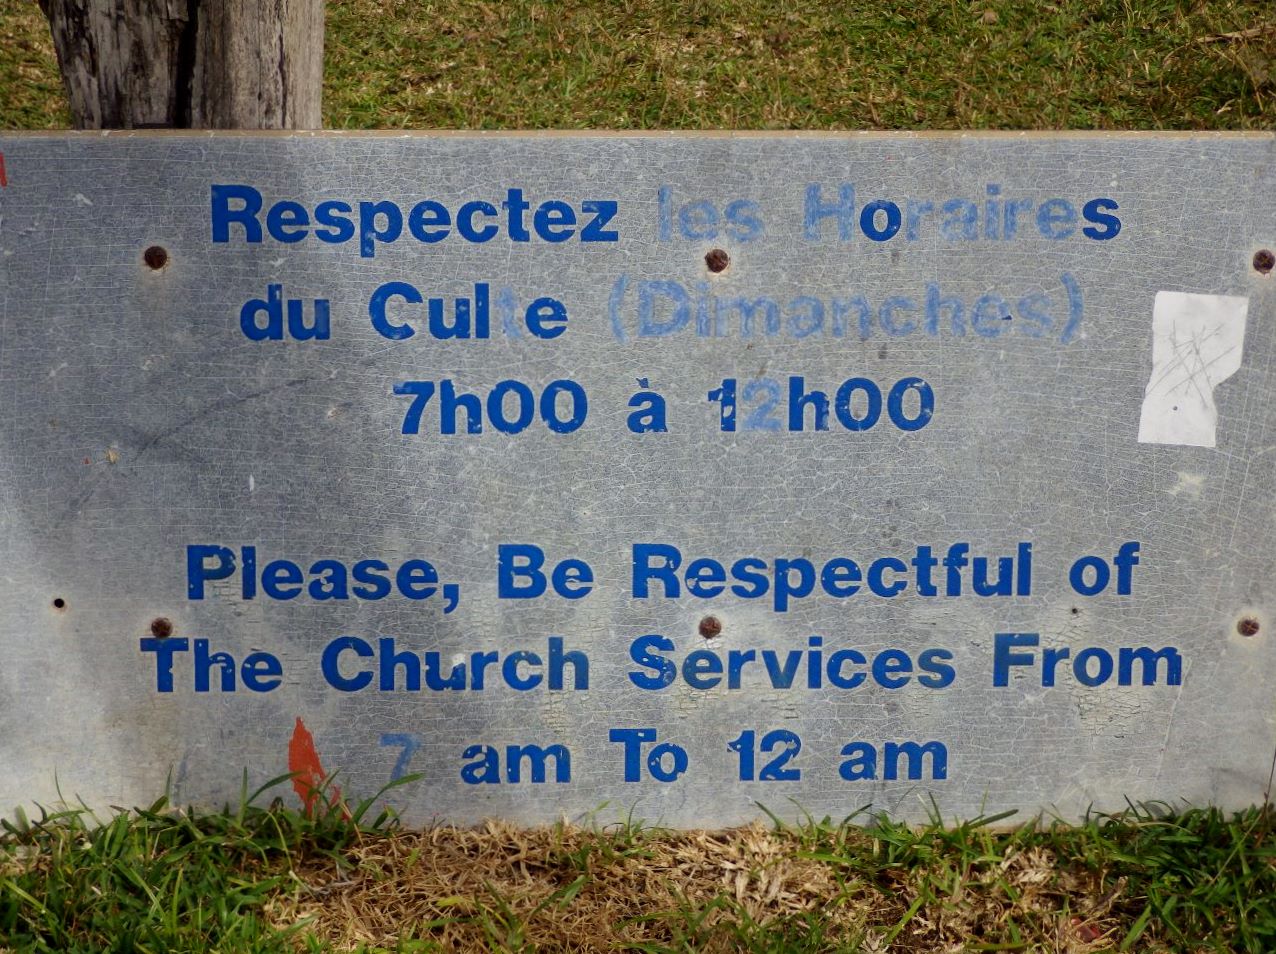 Respectez les Horaires
du Culte (Dimanches)
7h00 à 12h00
Please, Be Respectful of
The Church Services From
7 am To 12 am